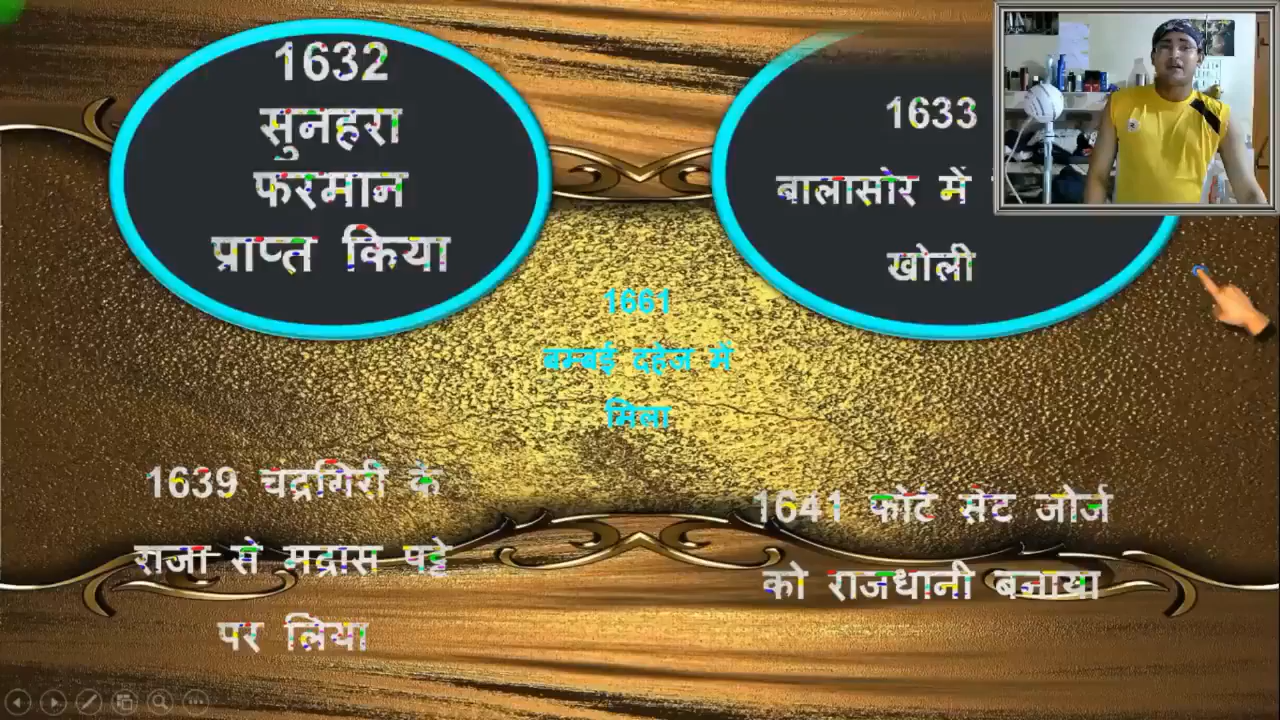 1632
सुनहरा
फरमान
प्राप्त किया
1633
बालासोर में
खोली
1661
बम्बई दहेज में
मिला
1639 चंद्रगिरी के
राजा से मद्रास पट्टे
पर लिया
1641 फोर्ट सेंट जोर्ज
को राजधानी बनाया